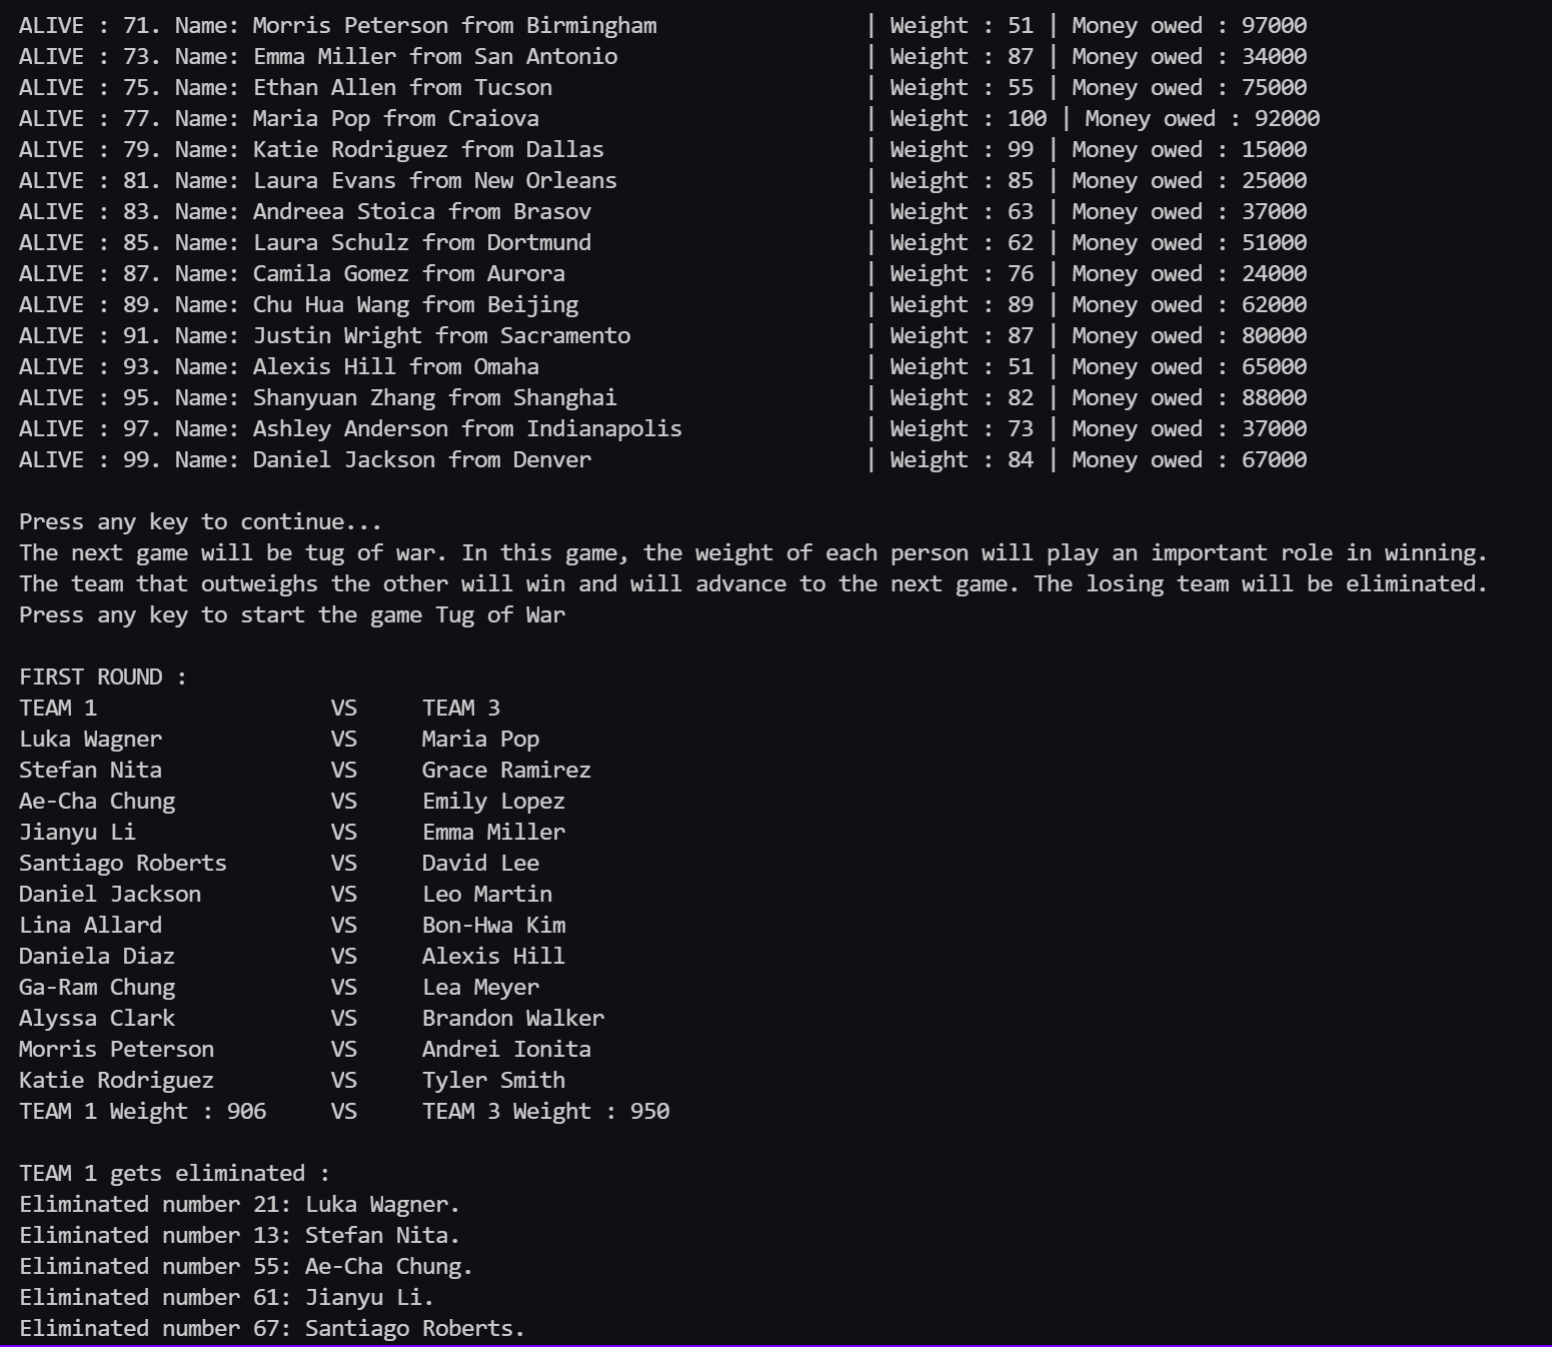 ALIVE : 71. Name: Morris Peterson from Birmingham | Weight : 51 | Money owed : 97000
ALIVE : 73. Name: Emma Miller from San Antonio | Weight : 87 | Money owed : 34000
ALIVE : 75. Name: Ethan Allen from Tucson | Weight : 55 | Money owed : 75000
ALIVE : 77. Name: Maria Pop from Craiova | Weight : 100 | Money owed : 92000
ALIVE : 79. Name: Katie Rodriguez from Dallas | Weight : 99 | Money owed : 15000
ALIVE : 81. Name: Laura Evans from New Orleans | Weight : 85 | Money owed : 25000
ALIVE : 83. Name: Andreea Stoica from Brasov | Weight : 63 | Money owed : 37000
ALIVE : 85. Name: Laura Schulz from Dortmund | Weight : 62 | Money owed : 51000
ALIVE : 87. Name: Camila Gomez from Aurora | Weight : 76 | Money owed : 24000
ALIVE : 89. Name: Chu Hua Wang from Beijing | Weight : 89 | Money owed : 62000
ALIVE : 91. Name: Justin Wright from Sacramento | Weight : 87 | Money owed : 80000
ALIVE : 93. Name: Alexis Hill from Omaha | Weight : 51 | Money owed : 65000
ALIVE : 95. Name: Shanyuan Zhang from Shanghai | Weight : 82 | Money owed : 88000
ALIVE : 97. Name: Ashley Anderson from Indianapolis | Weight : 73 | Money owed : 37000
ALIVE : 99. Name: Daniel Jackson from Denver | Weight : 84 | Money owed : 67000
Press any key to continue...
The next game will be tug of war. In this game, the weight of each person will play an important role in winning.
The team that outweighs the other will win and will advance to the next game. The losing team will be eliminated.
Press any key to start the game Tug of War
FIRST ROUND :
TEAM 1 VS TEAM 3
Luka Wagner VS Maria Pop
Stefan Nita VS Grace Ramirez
Ae-Cha Chung VS Emily Lopez
Jianyu Li VS Emma Miller
Santiago Roberts VS David Lee
Daniel Jackson VS Leo Martin
Lina Allard VS Bon-Hwa Kim
Daniela Diaz VS Alexis Hill
Ga-Ram Chung VS Lea Meyer
Alyssa Clark VS Brandon Walker
Morris Peterson VS Andrei Ionita
Katie Rodriguez VS Tyler Smith
TEAM 1 Weight : 906 VS TEAM 3 Weight : 950
TEAM 1 gets eliminated :
Eliminated number 21: Luka Wagner.
Eliminated number 13: Stefan Nita.
Eliminated number 55: Ae-Cha Chung.
Eliminated number 61: Jianyu Li.
Eliminated number 67: Santiago Roberts.